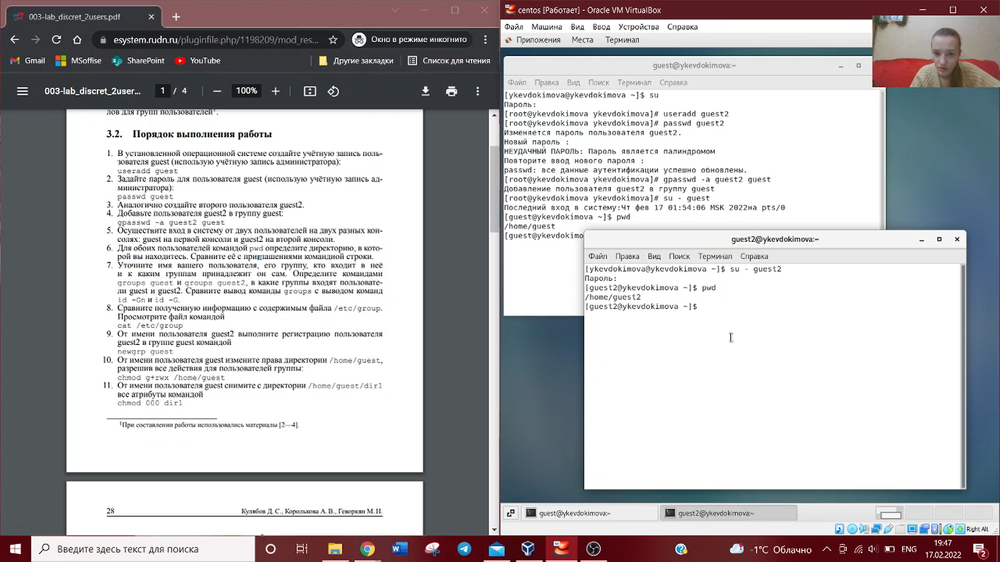 003-lab_discret_2users.pdf
esystem.rudn.ru/pluginfile.php/1198209/mod_res...
Окно в режиме инкогнито
Gmail
MSoffise
SharePoint
YouTube
Другие закладки
Список для чтения
003-lab_discret_2user...
1 / 4
100%
лов для групп пользователей¹.
3.2. Порядок выполнения работы
1. В установленной операционной системе создайте учётную запись поль-
зователя guest (использую учётную запись администратора):
useradd guest
2. Задайте пароль для пользователя guest (использую учётную запись ад-
министратора):
passwd guest
3. Аналогично создайте второго пользователя guest2.
4. Добавьте пользователя guest2 в группу guest:
gpasswd -a guest2 guest
5. Осуществите вход в систему от двух пользователей на двух разных кон-
солях: guest на первой консоли и guest2 на второй консоли.
6. Для обоих пользователей командой pwd определите директорию, в кото-
рой вы находитесь. Сравните её с приглашениями командной строки.
7. Уточните имя вашего пользователя, его группу, кто входит в неё
и к каким группам принадлежит он сам. Определите командами
groups guest и groups guest2, в какие группы входят пользовате-
ли guest и guest2. Сравните вывод команды groups с выводом команд
id -Gn и id -G.
8. Сравните полученную информацию с содержимым файла /etc/group.
Просмотрите файл командой
cat /etc/group
9. От имени пользователя guest2 выполните регистрацию пользователя
guest2 в группе guest командой
newgrp guest
10. От имени пользователя guest измените права директории /home/guest,
разрешив все действия для пользователей группы:
chmod g+rwx /home/guest
11. От имени пользователя guest снимите с директории /home/guest/dir1
все атрибуты командой
chmod 000 dir1
¹При составлении работы использовались материалы [2—4].
28
Кулябов Д. С., Королькова А. В., Геворкян М. Н.
centos [Работает] - Oracle VM VirtualBox
Файл Машина Вид Ввод Устройства Справка
Приложения Места Терминал
guest@ykevdokimova:~
Файл Правка Вид Поиск Терминал Справка
[ykevdokimova@ykevdokimova ~]$ su
Пароль:
[root@ykevdokimova ykevdokimova]# useradd guest2
[root@ykevdokimova ykevdokimova]# passwd guest2
Изменяется пароль пользователя guest2.
Новый пароль :
НЕУДАЧНЫЙ ПАРОЛЬ: Пароль является палиндромом
Повторите ввод нового пароля :
passwd: все данные аутентификации успешно обновлены.
[root@ykevdokimova ykevdokimova]# gpasswd -a guest2 guest
Добавление пользователя guest2 в группу guest
[root@ykevdokimova ykevdokimova]# su - guest
Последний вход в систему:Чт фев 17 01:54:06 MSK 2022на pts/0
[guest@ykevdokimova ~]$ pwd
/home/guest
[guest@ykevdokimo
guest2@ykevdokimova:~
Файл Правка Вид Поиск Терминал Справка
[ykevdokimova@ykevdokimova ~]$ su - guest2
Пароль:
[guest2@ykevdokimova ~]$ pwd
/home/guest2
[guest2@ykevdokimova ~]$
guest@ykevdokimova:~
guest2@ykevdokimova:~
Right Alt
Введите здесь текст для поиска
-1°C Облачно
ENG
19:47
17.02.2022
2